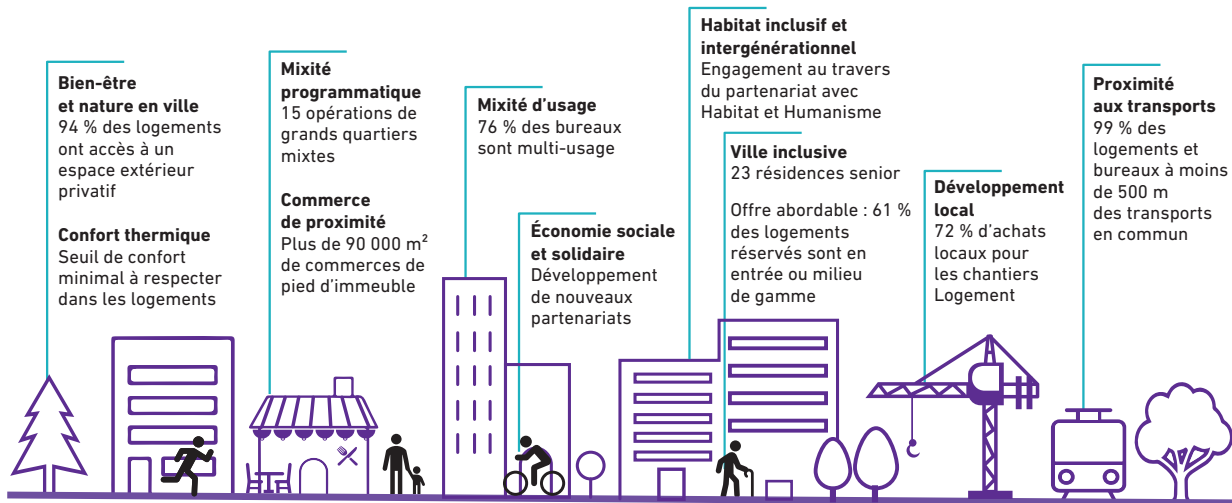 Bien-être
et nature en ville
94 % des logements
ont accès à un
espace extérieur
privatif
Confort thermique
Seuil de confort
minimal à respecter
dans les logements
Mixité
programmatique
15 opérations de
grands quartiers
mixtes
Commerce
de proximité
Plus de 90 000 m²
de commerces de
pied d'immeuble
Mixité d'usage
76 % des bureaux
sont multi-usage
Économie sociale
et solidaire
Développement
de nouveaux
partenariats
Habitat inclusif et
intergénérationnel
Engagement au travers
du partenariat avec
Habitat et Humanisme
Ville inclusive
23 résidences senior
Offre abordable : 61 %
des logements
réservés sont en
entrée ou milieu
de gamme
Développement
local
72 % d'achats
locaux pour
les chantiers
Logement
Proximité
aux transports
99 % des
logements et
bureaux à moins
de 500 m
des transports
en commun